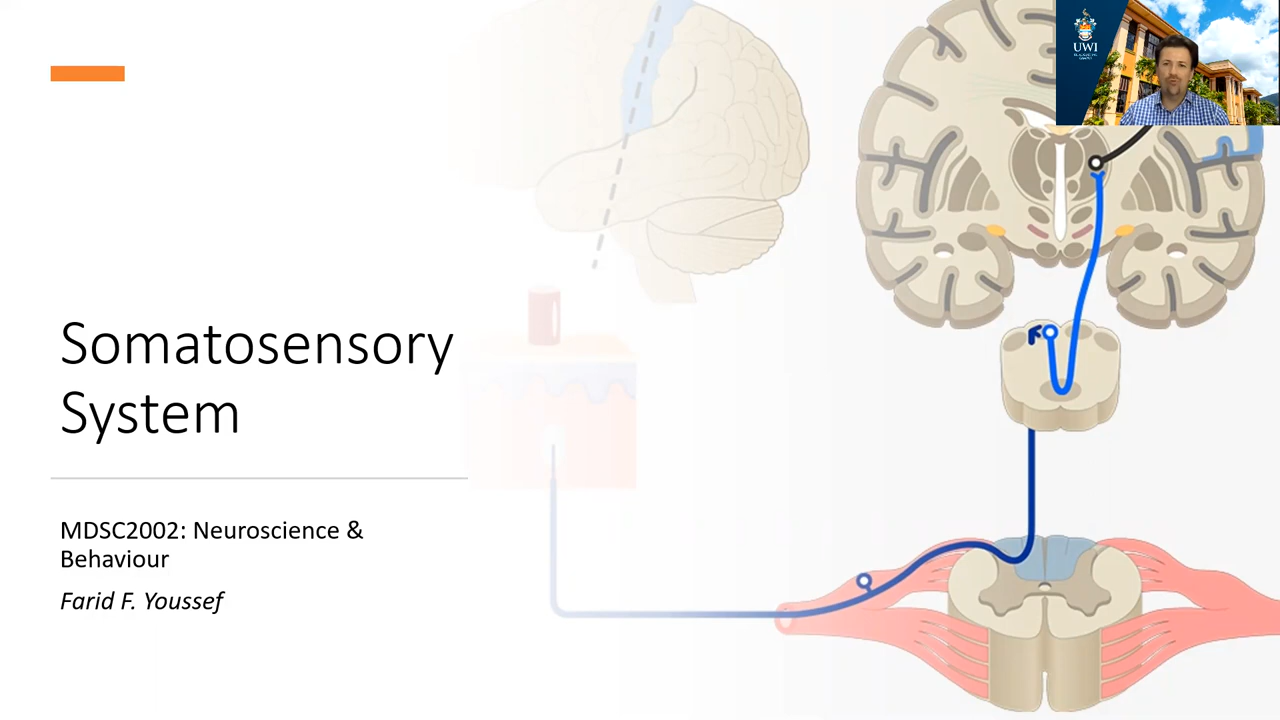 Somatosensory
System
MDSC2002: Neuroscience &
Behaviour
Farid F. Youssef
UWI